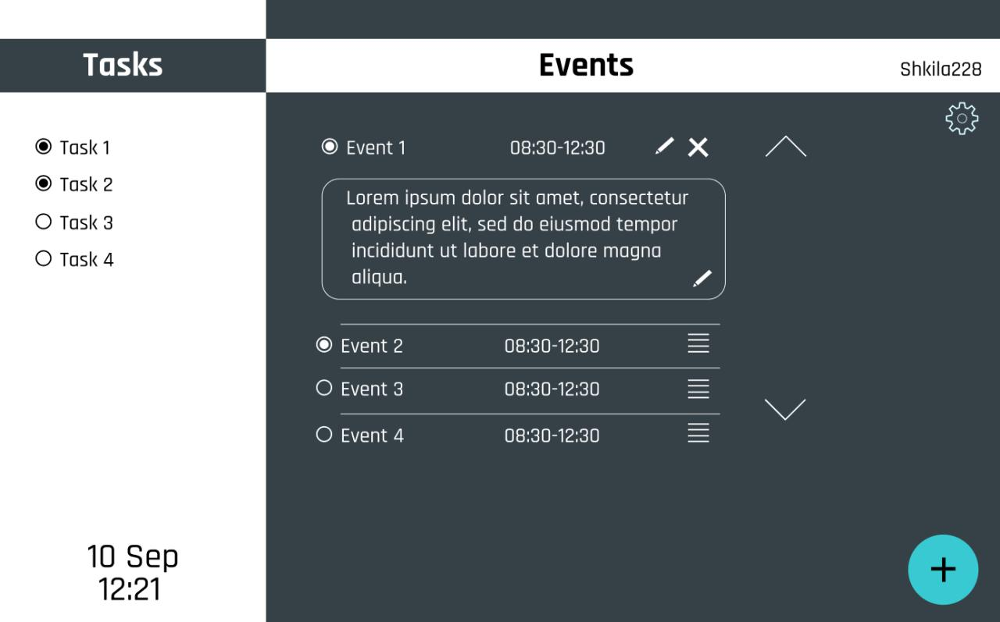 Tasks
Events
Shkila228
Task 1
Task 2
Task 3
Task 4
Event 1 08:30-12:30
Lorem ipsum dolor sit amet, consectetur
adipiscing elit, sed do eiusmod tempor
incididunt ut labore et dolore magna
aliqua.
Event 2 08:30-12:30
Event 3 08:30-12:30
Event 4 08:30-12:30
10 Sep
12:21
+